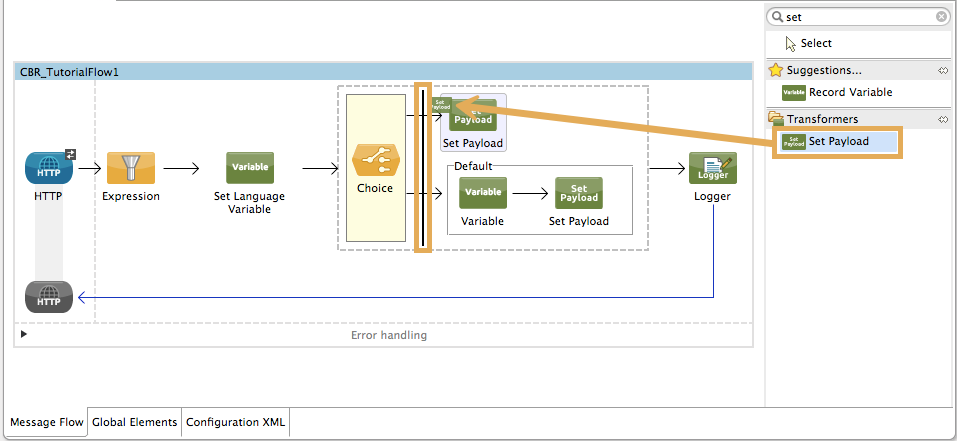 set
Select
CBR_TutorialFlow1
Suggestions...
Variable
Record Variable
Transformers
Set
Payload
Set Payload
Set
Payload
Set
Payload
Set Payload
HTTP
HTTP
Expression
Variable
Set Language
Variable
Choice
Default
Variable
Variable
Set
Payload
Set Payload
Logger
Logger
HTTP
Error handling
Message Flow
Global Elements
Configuration XML